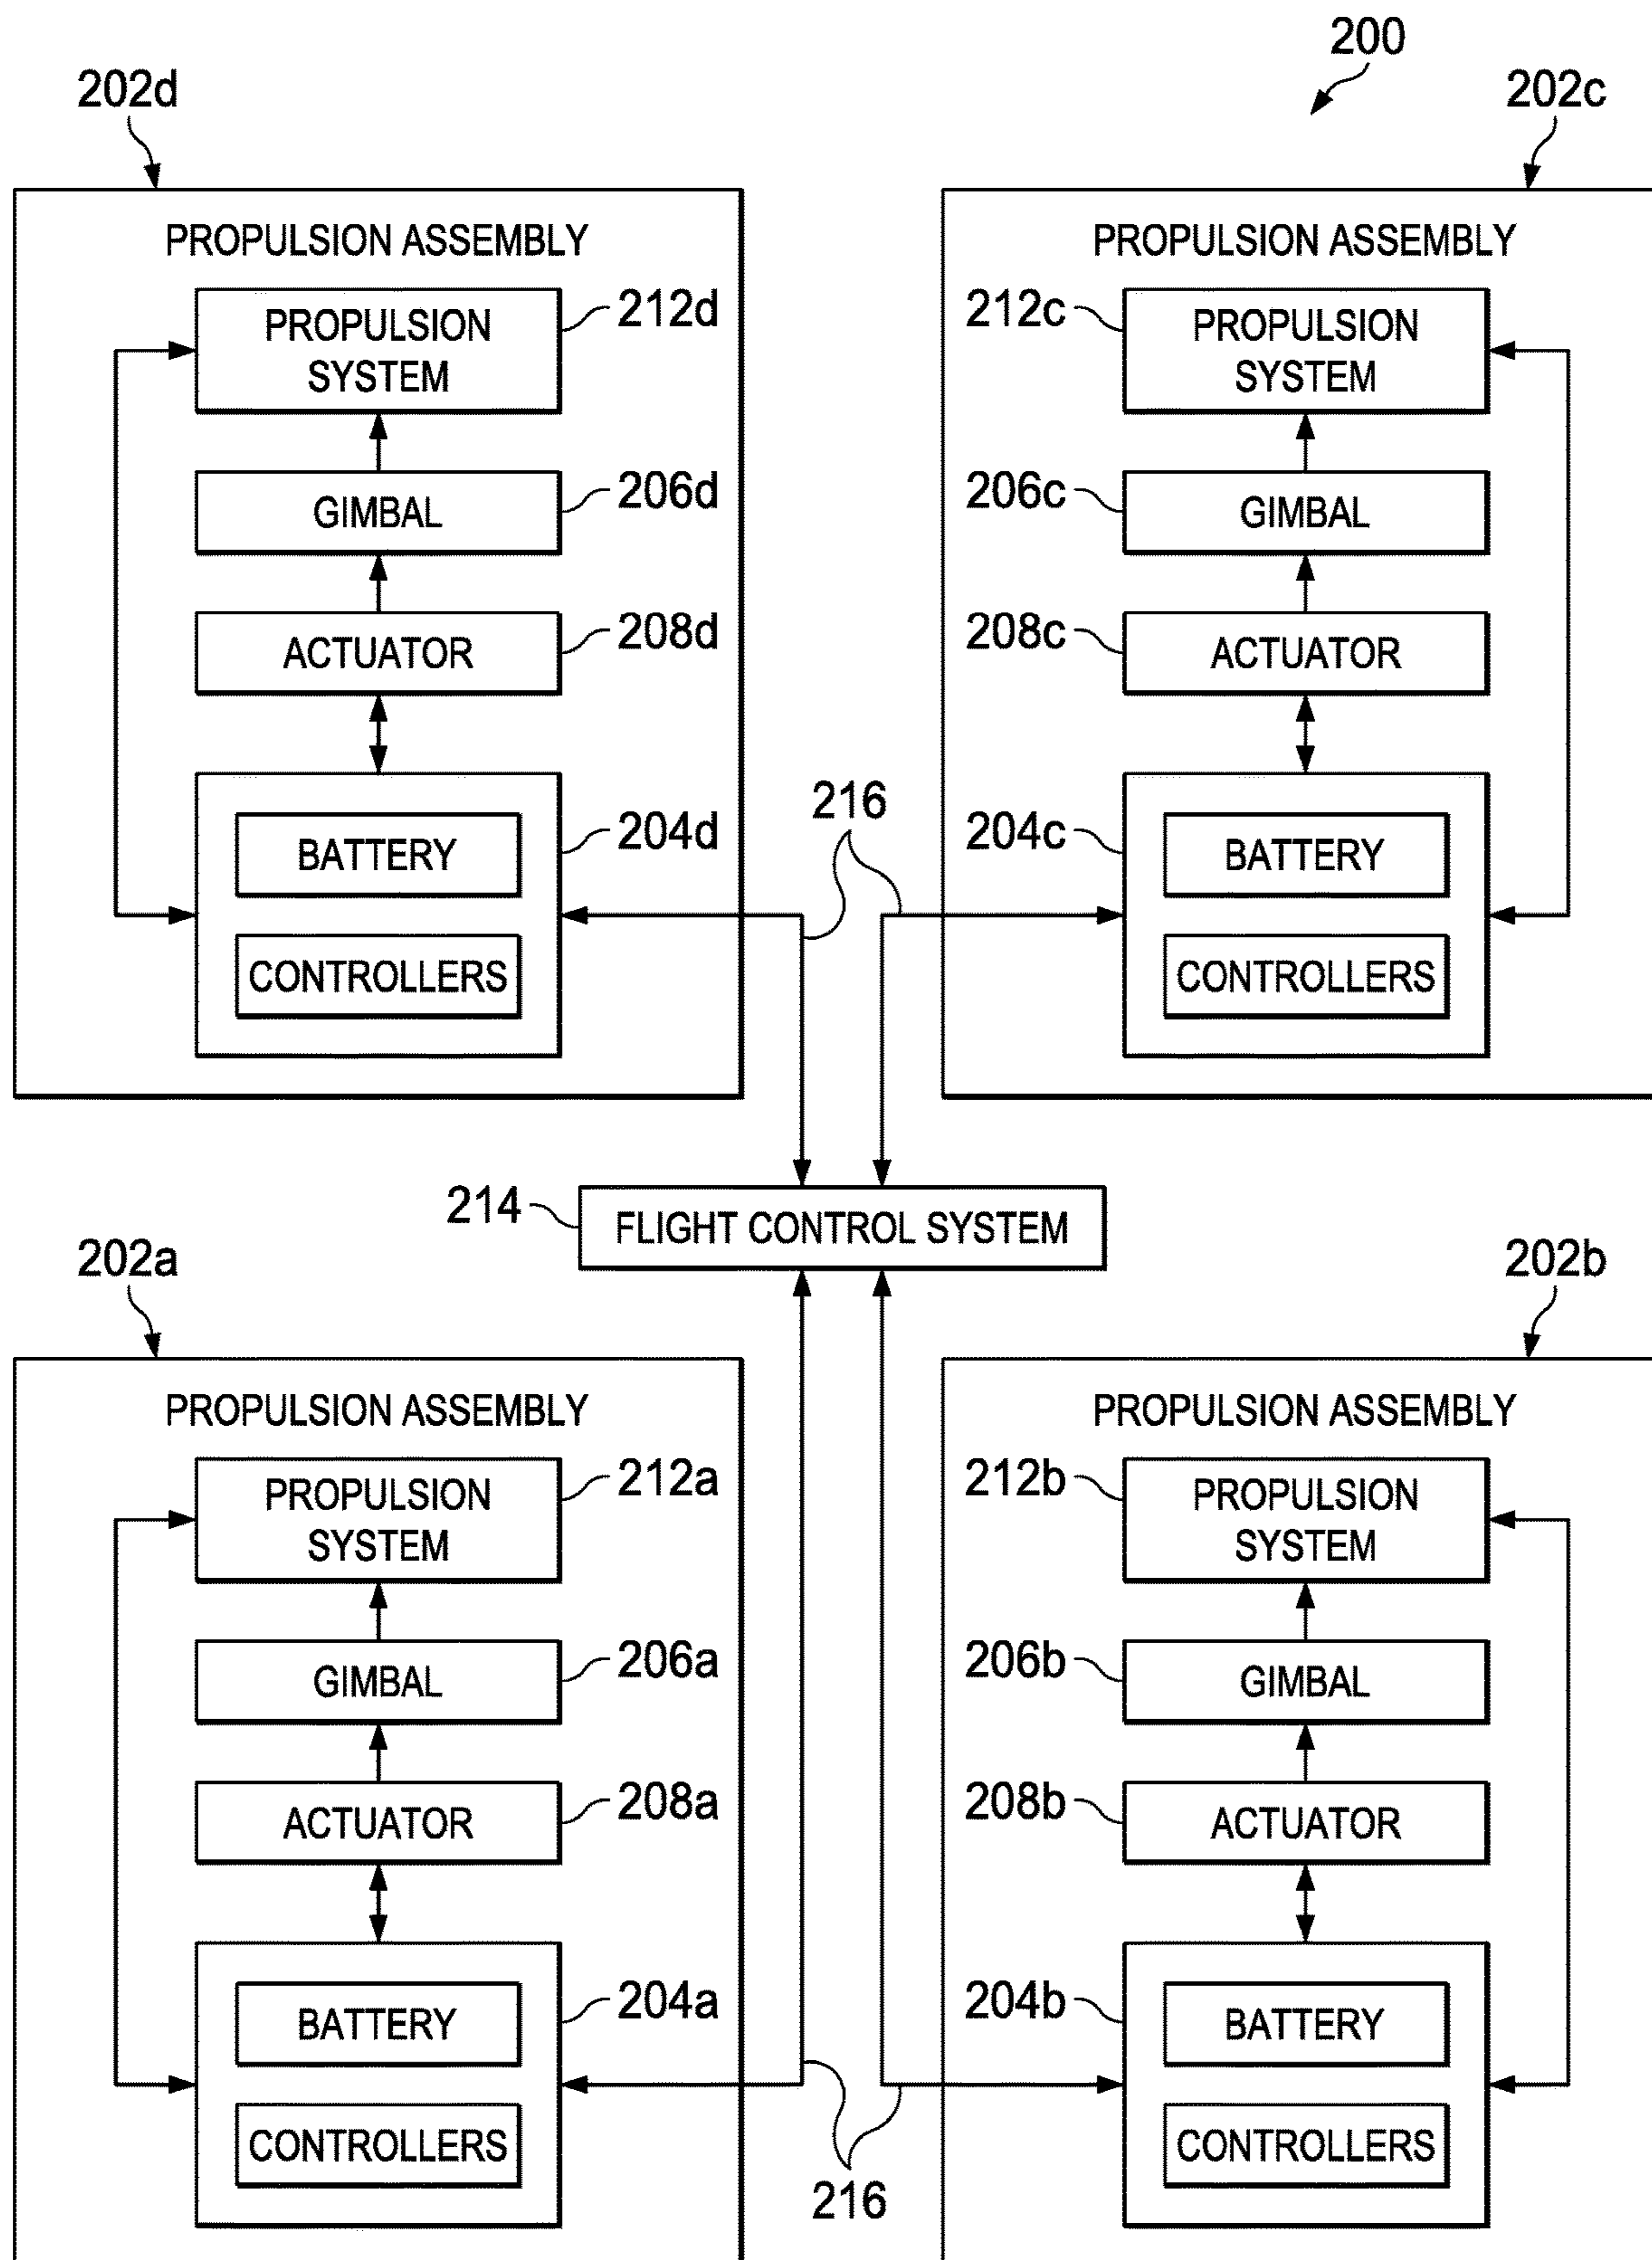 200
202d
202c
PROPULSION ASSEMBLY
PROPULSION
SYSTEM
212d
GIMBAL
206d
ACTUATOR
208d
BATTERY
204d
CONTROLLERS
PROPULSION ASSEMBLY
212c
PROPULSION
SYSTEM
206c
GIMBAL
208c
ACTUATOR
216
204c
BATTERY
CONTROLLERS
214
FLIGHT CONTROL SYSTEM
202a
202b
PROPULSION ASSEMBLY
PROPULSION
SYSTEM
212a
GIMBAL
206a
ACTUATOR
208a
BATTERY
204a
CONTROLLERS
PROPULSION ASSEMBLY
212b
PROPULSION
SYSTEM
206b
GIMBAL
208b
ACTUATOR
204b
BATTERY
CONTROLLERS
216